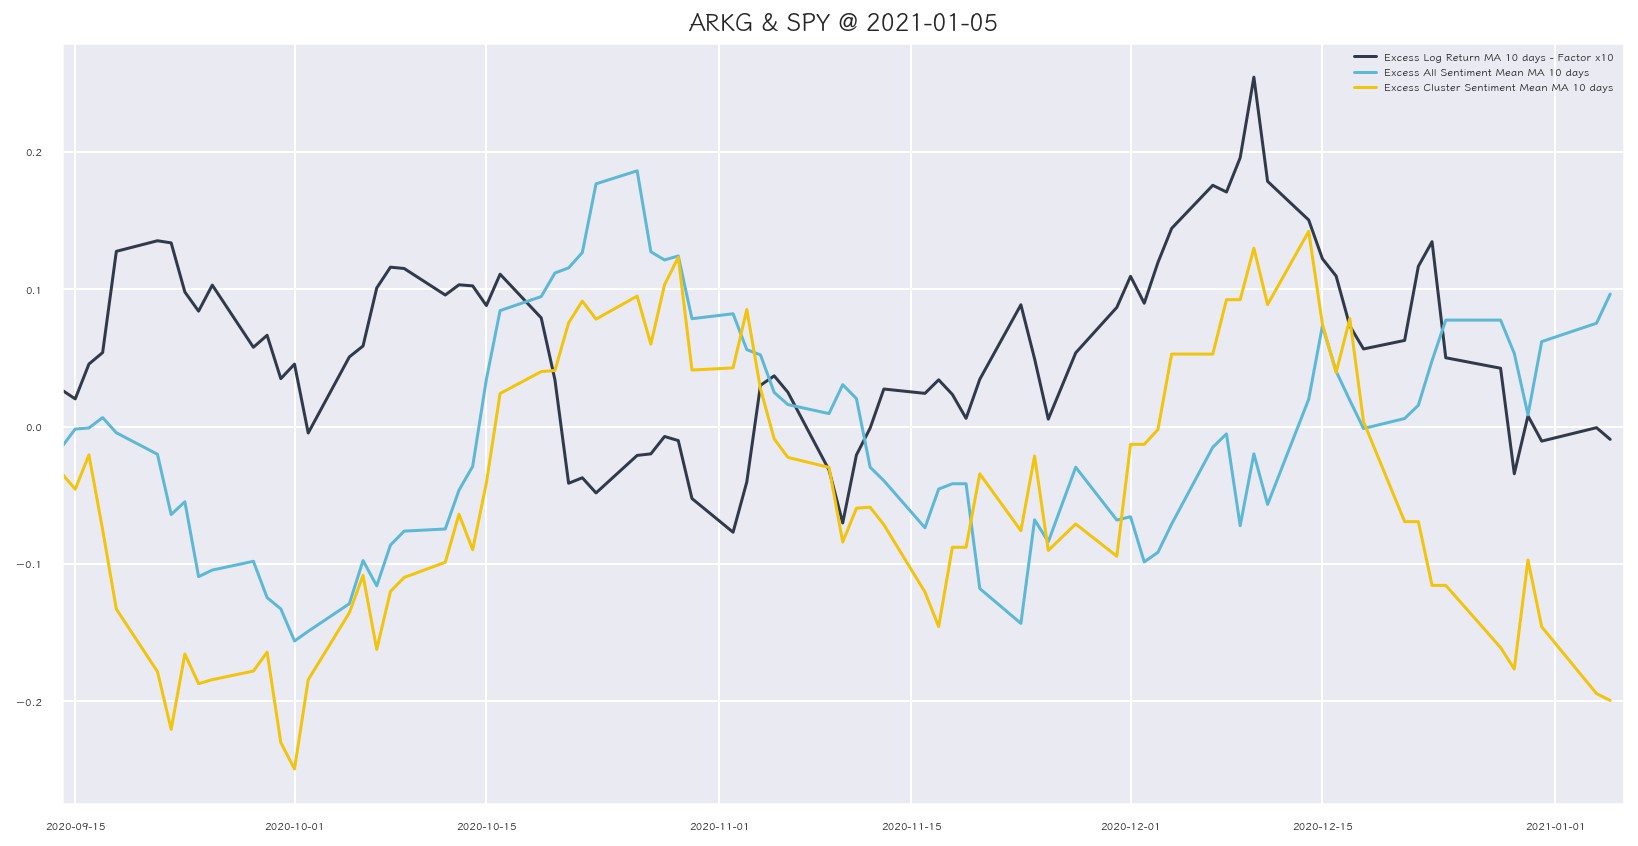 ARKG & SPY @ 2021-01-05
Excess Log Return MA 10 days - Factor x10
Excess All Sentiment Mean MA 10 days
Excess Cluster Sentiment Mean MA 10 days
0.2
0.1
0.0
−0.1
−0.2
2020-09-15 2020-10-01 2020-10-15 2020-11-01 2020-11-15 2020-12-01 2020-12-15 2021-01-01